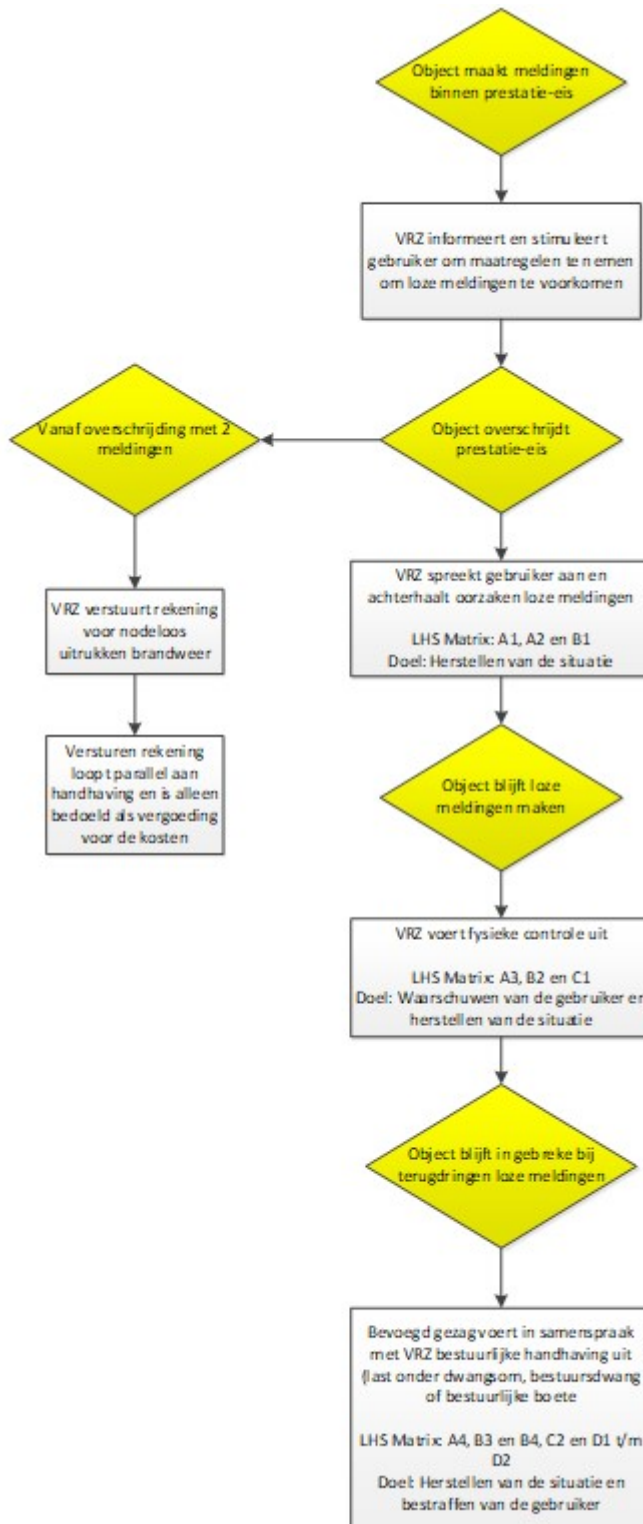 Object maakt meldingen
binnen prestatie-eis
VRZ informeert en stimuleert
gebruiker om maatregelen te nemen
om loze meldingen te voorkomen
Object overschrijdt
prestatie-eis
Vanaf overschrijding met 2
meldingen
VRZ verstuurt rekening
voor nodeloos
uitrukken brandweer
Versturen rekening
loopt parallel aan
handhaving en is alleen
bedoeld als vergoeding
voor de kosten
VRZ spreekt gebruiker aan en
achterhaalt oorzaken loze meldingen
LHS Matrix: A1, A2 en B1
Doel: Herstellen van de situatie
Object blijft loze
meldingen maken
VRZ voert fysieke controle uit
LHS Matrix: A3, B2 en C1
Doel: Waarschuwen van de gebruiker en
herstellen van de situatie
Object blijft in gebreke bij
terugdringen loze meldingen
Bevoegd gezag voert in samenspraak
met VRZ bestuurlijke handhaving uit
(last onder dwangsom, bestuursdwang
of bestuurlijke boete
LHS Matrix: A4, B3 en B4, C2 en D1 t/m
D2
Doel: Herstellen van de situatie en
bestraffen van de gebruiker